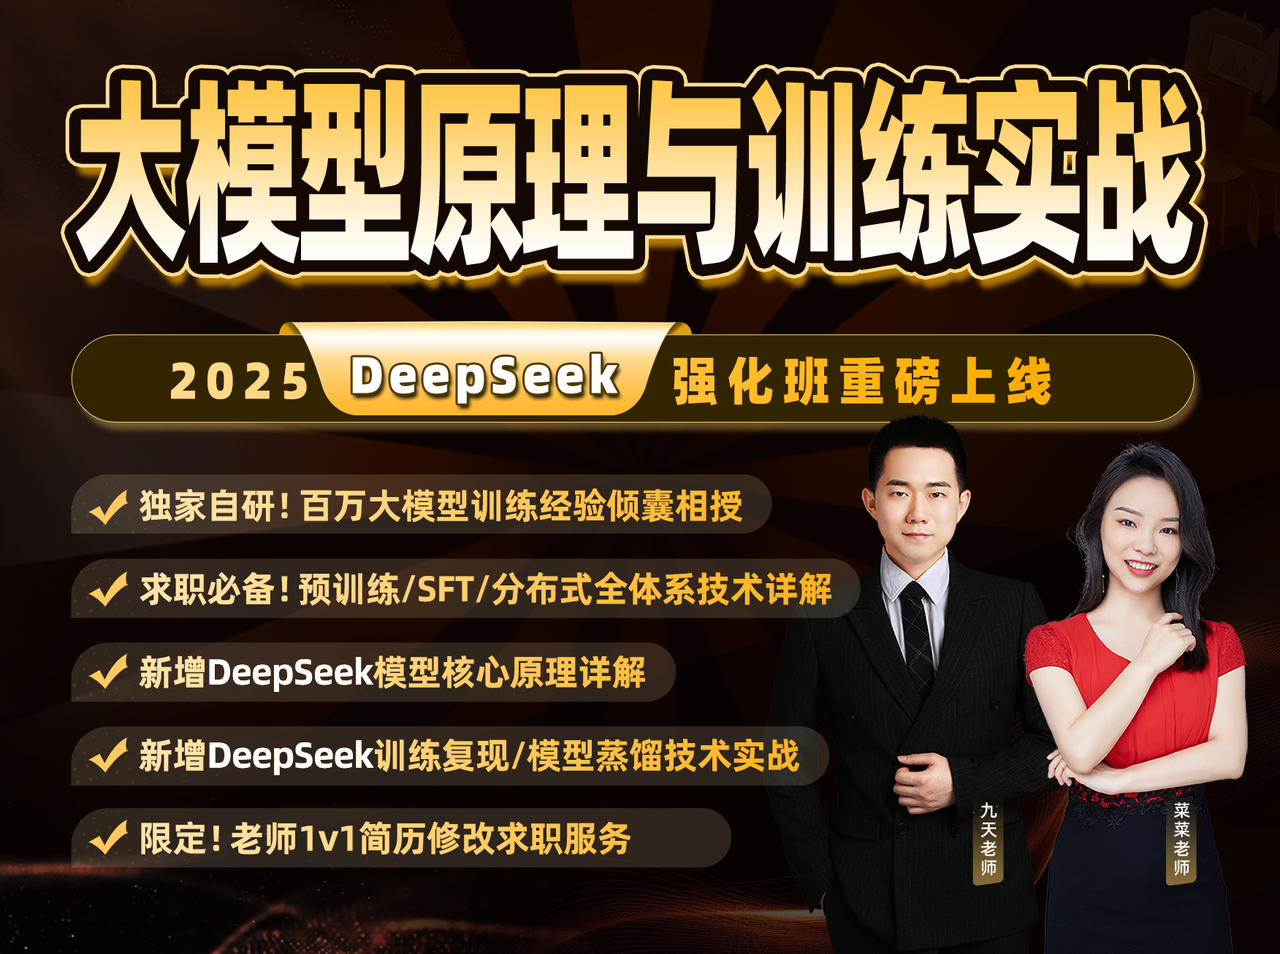 大模型原理与训练实战
2025 DeepSeek 强化班重磅上线
独家自研！百万大模型训练经验倾囊相授
求职必备！预训练/SFT/分布式全体系技术详解
新增DeepSeek模型核心原理详解
新增DeepSeek训练复现/模型蒸馏技术实战
限定！老师1v1简历修改求职服务
九天老师
菜菜老师